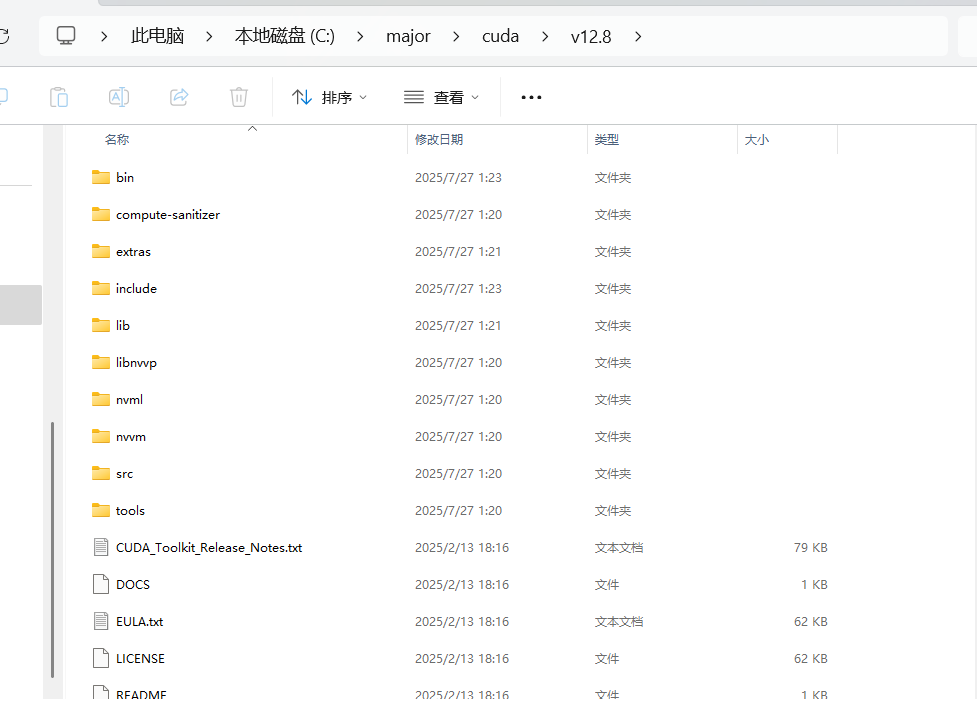 此电脑 本地磁盘 (C:) major cuda v12.8
排序 查看
名称 修改日期 类型 大小
bin 2025/7/27 1:23 文件夹
compute-sanitizer 2025/7/27 1:20 文件夹
extras 2025/7/27 1:21 文件夹
include 2025/7/27 1:23 文件夹
lib 2025/7/27 1:21 文件夹
libnvvp 2025/7/27 1:20 文件夹
nvml 2025/7/27 1:20 文件夹
nvvm 2025/7/27 1:20 文件夹
src 2025/7/27 1:20 文件夹
tools 2025/7/27 1:20 文件夹
CUDA_Toolkit_Release_Notes.txt 2025/2/13 18:16 文本文档 79 KB
DOCS 2025/2/13 18:16 文件 1 KB
EULA.txt 2025/2/13 18:16 文本文档 62 KB
LICENSE 2025/2/13 18:16 文件 62 KB
README 2025/2/13 18:16 文件 1 KB